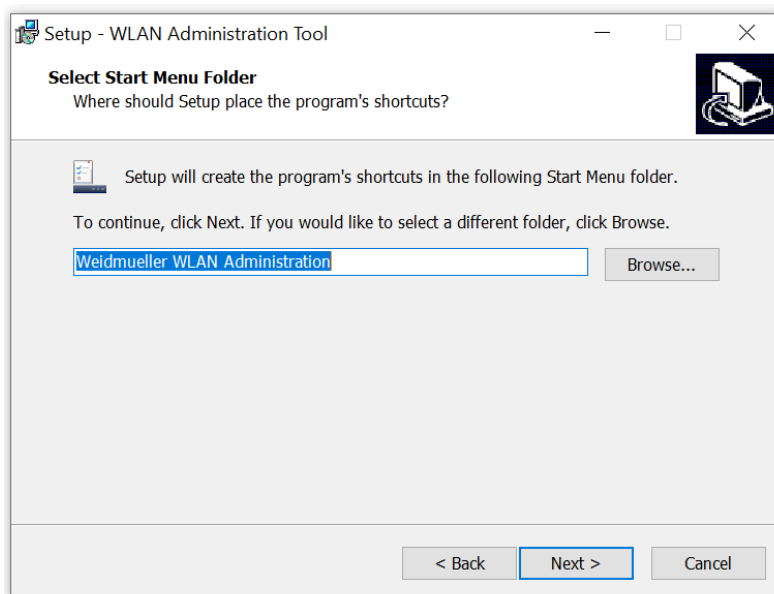 Setup - WLAN Administration Tool
Select Start Menu Folder
Where should Setup place the program's shortcuts?
Setup will create the program's shortcuts in the following Start Menu folder.
To continue, click Next. If you would like to select a different folder, click Browse.
Weidmueller WLAN Administration
Browse...
< Back
Next >
Cancel